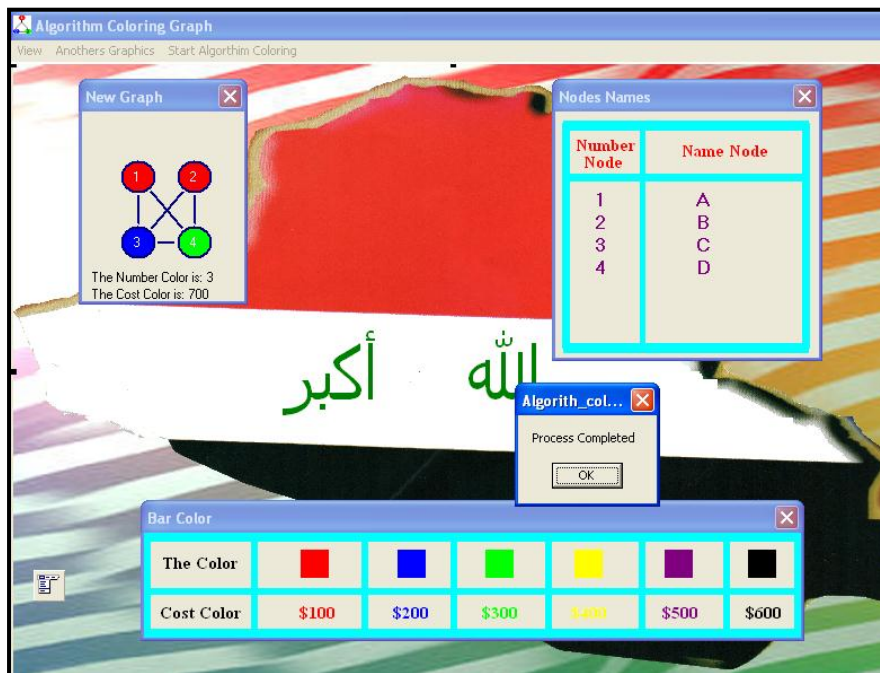 Algorithm Coloring Graph
View Anothers Graphics Start Algorthim Coloring
New Graph
1 2
3 4
The Number Color is: 3
The Cost Color is: 700
Nodes Names
Number Node Name Node
1 A
2 B
3 C
4 D
الله أكبر
Algorith_col...
Process Completed
OK
Bar Color
The Color
Cost Color $100 $200 $300 $400 $500 $600